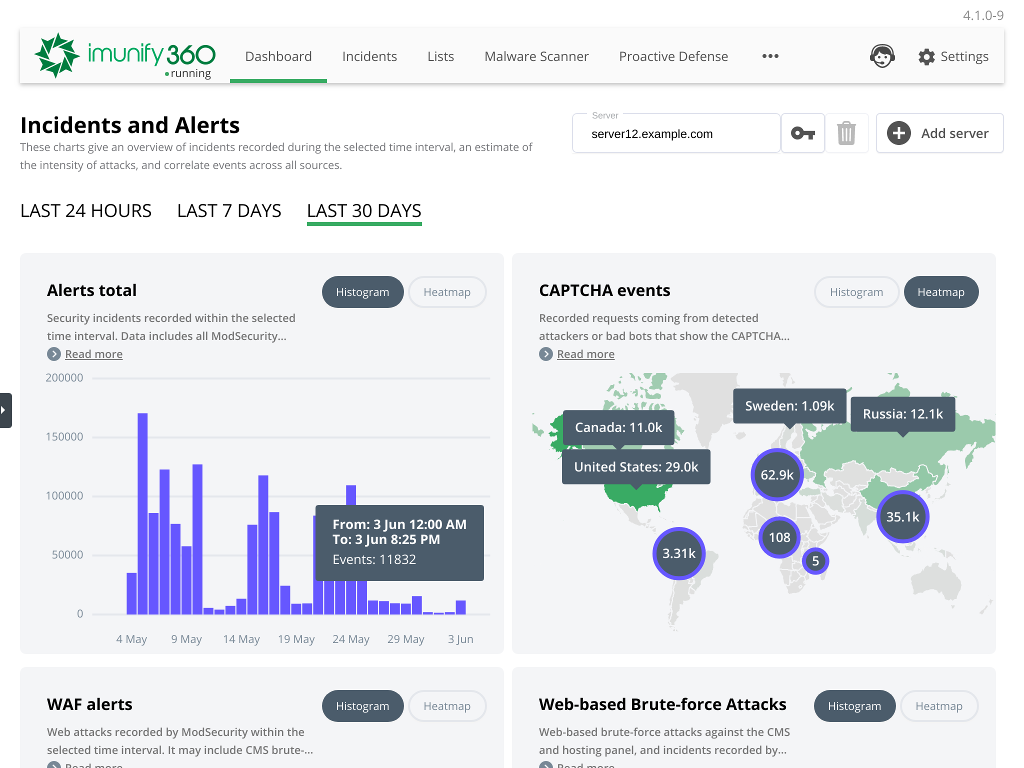 4.1.0-9
imunify360
running
Dashboard
Incidents
Lists
Malware Scanner
Proactive Defense
•••
Settings
Incidents and Alerts
These charts give an overview of incidents recorded during the selected time interval, an estimate of
the intensity of attacks, and correlate events across all sources.
Server
server12.example.com
Add server
LAST 24 HOURS
LAST 7 DAYS
LAST 30 DAYS
Alerts total
Histogram
Heatmap
Security incidents recorded within the selected
time interval. Data includes all ModSecurity...
Read more
200000
150000
100000
50000
0
From: 3 Jun 12:00 AM
To: 3 Jun 8:25 PM
Events: 11832
4 May
9 May
14 May
19 May
24 May
29 May
3 Jun
CAPTCHA events
Histogram
Heatmap
Recorded requests coming from detected
attackers or bad bots that show the CAPTCHA...
Read more
Canada: 11.0k
Sweden: 1.09k
Russia: 12.1k
United States: 29.0k
62.9k
35.1k
108
3.31k
5
WAF alerts
Histogram
Heatmap
Web attacks recorded by ModSecurity within the
selected time interval. It may include CMS brute-...
Read more
Web-based Brute-force Attacks
Histogram
Heatmap
Web-based brute-force attacks against the CMS
and hosting panel, and incidents recorded by...
Read more